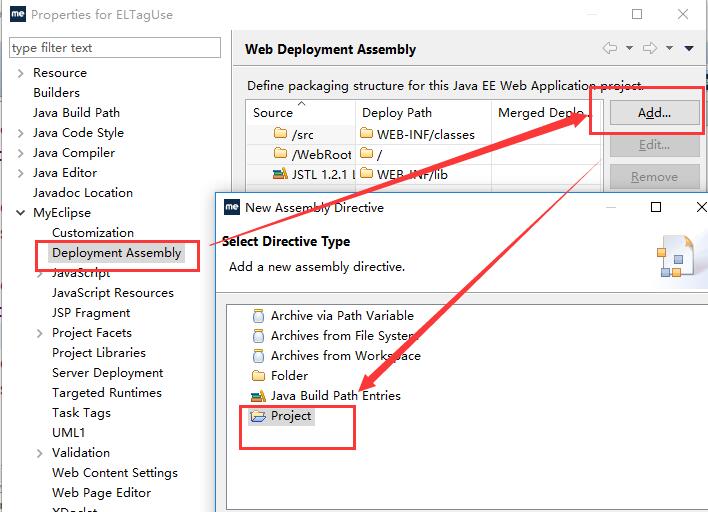 me Properties for ELTagUse
type filter text
Resource
Builders
Java Build Path
Java Code Style
Java Compiler
Java Editor
Javadoc Location
MyEclipse
Customization
Deployment Assembly
JavaScript
JavaScript Resources
JSP Fragment
Project Facets
Project Libraries
Server Deployment
Targeted Runtimes
Task Tags
UML1
Validation
Web Content Settings
Web Page Editor
XDoclet
Web Deployment Assembly
Define packaging structure for this Java EE Web Application project.
Source Deploy Path Merged Deplo...
/src WEB-INF/classes
/WebRoot /
JSTL 1.2.1 L WEB-INF/lib
Add...
Edit...
Remove
me New Assembly Directive
Select Directive Type
Add a new assembly directive.
Archive via Path Variable
Archives from File System
Archives from Workspace
Folder
Java Build Path Entries
Project